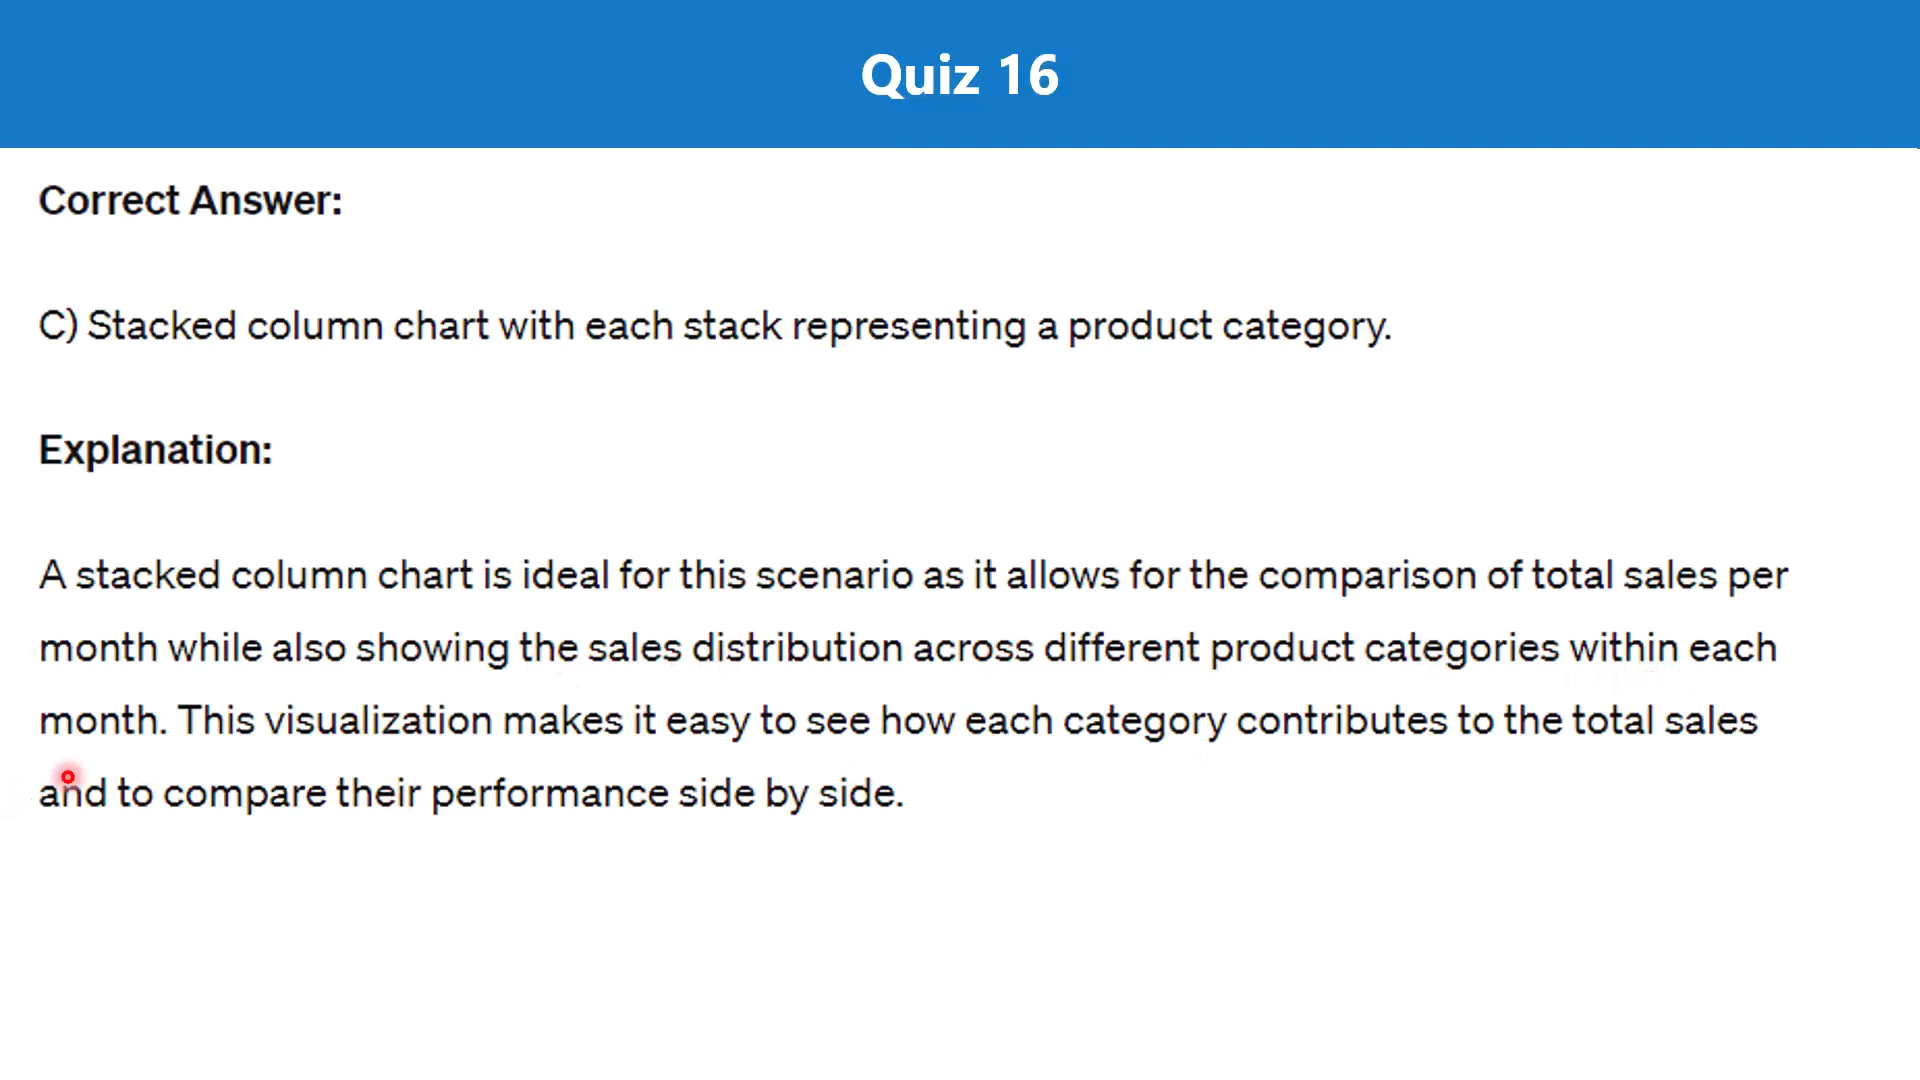 Quiz 16
Correct Answer:
C) Stacked column chart with each stack representing a product category.
Explanation:
A stacked column chart is ideal for this scenario as it allows for the comparison of total sales per
month while also showing the sales distribution across different product categories within each
month. This visualization makes it easy to see how each category contributes to the total sales
and to compare their performance side by side.